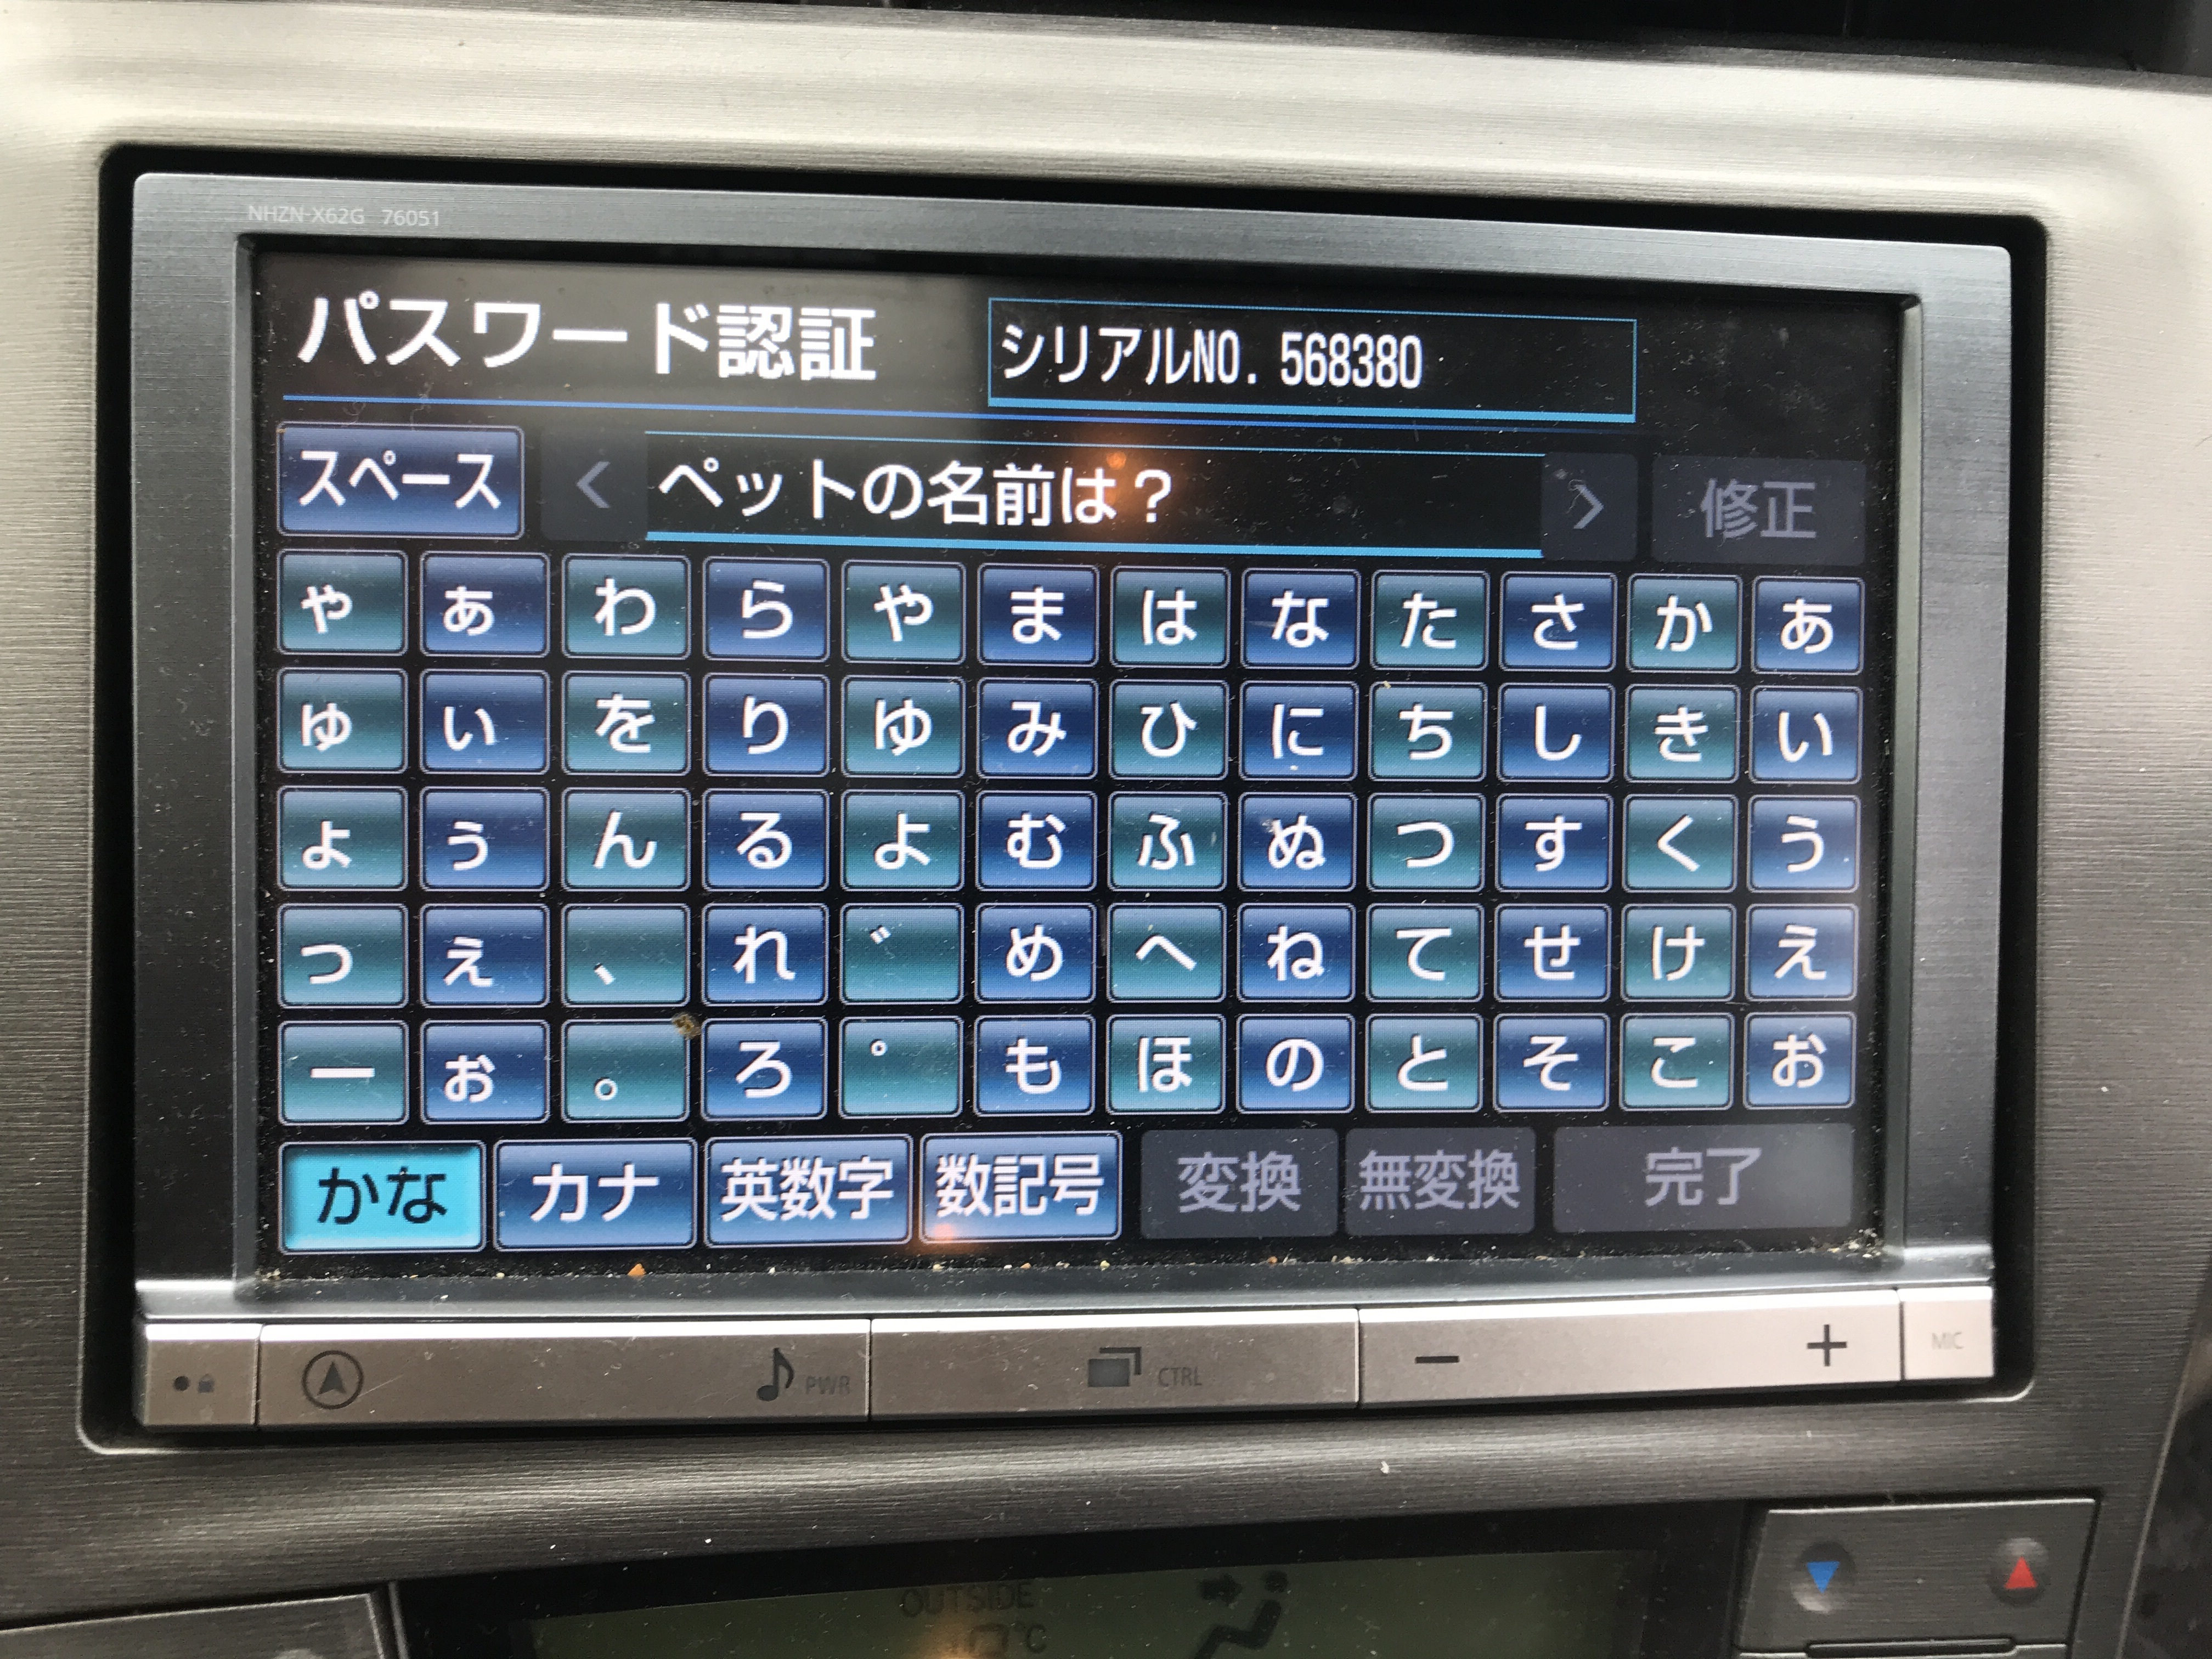 NHZN-X62G 76051
パスワード認証 シリアルNO. 568380
スペース < ペットの名前は? > 修正
ゃ ぁ わ ら や ま は な た さ か あ
ゅ ぃ を り ゆ み ひ に ち し き い
ょ ぅ ん る よ む ふ ぬ つ す く う
っ ぇ 、 れ ゛ め へ ね て せ け え
ー ぉ 。 ろ ゜ も ほ の と そ こ お
かな カナ 英数字 数記号 変換 無変換 完了
PWR CTRL − + MIC
OUTSIDE
°C